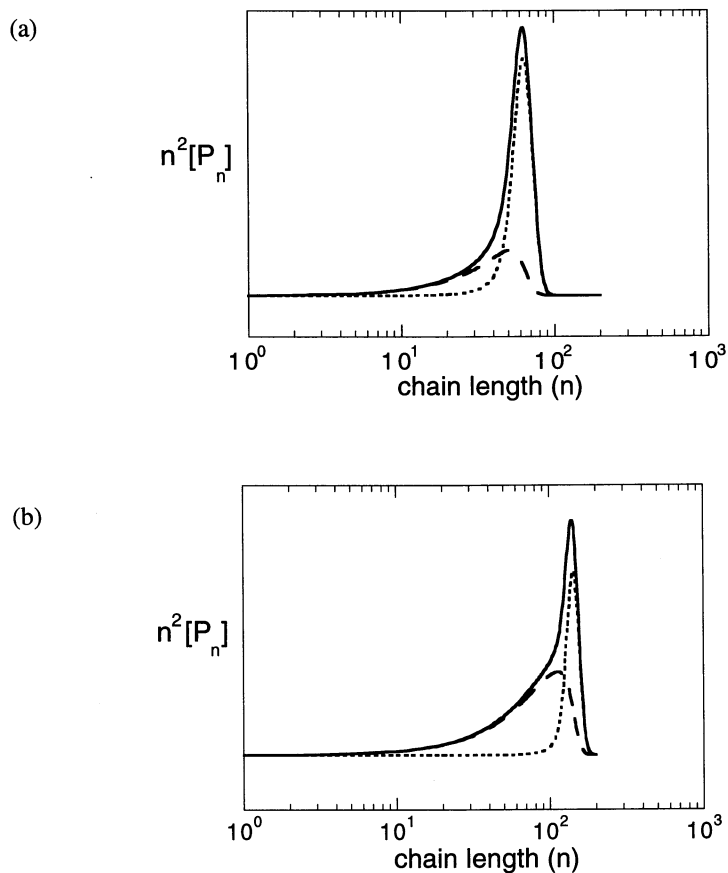 (a)
n²[Pₙ]
10⁰ 10¹ 10² 10³
chain length (n)
(b)
n²[Pₙ]
10⁰ 10¹ 10² 10³
chain length (n)